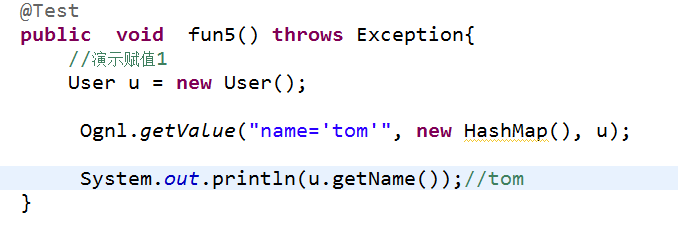 @Test
public void fun5() throws Exception{
//演示赋值1
User u = new User();
Ognl.getValue("name='tom'", new HashMap(), u);
System.out.println(u.getName());//tom
}